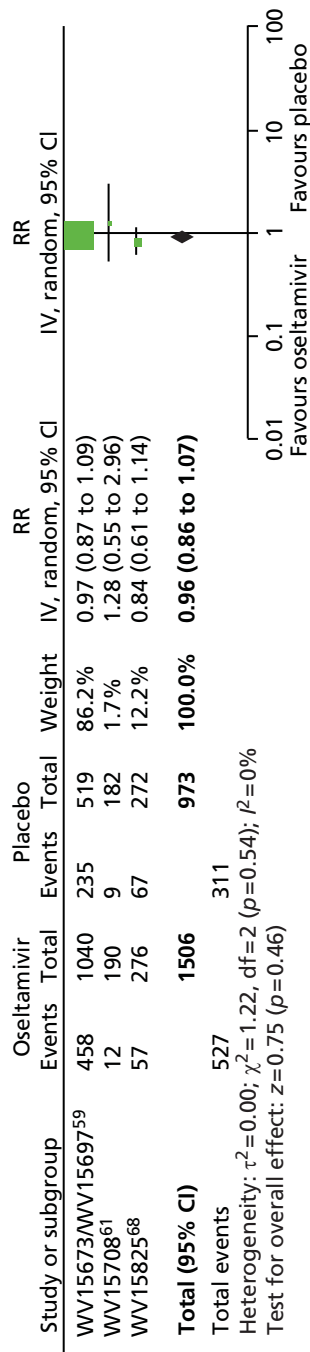 Oseltamivir Placebo RR RR
Study or subgroup Events Total Events Total Weight IV, random, 95% CI IV, random, 95% CI
WV15673/WV15697⁵⁹ 458 1040 235 519 86.2% 0.97 (0.87 to 1.09)
WV15708⁶¹ 12 190 9 182 1.7% 1.28 (0.55 to 2.96)
WV15825⁶⁸ 57 276 67 272 12.2% 0.84 (0.61 to 1.14)
Total (95% CI) 1506 973 100.0% 0.96 (0.86 to 1.07)
Total events 527 311
Heterogeneity: τ²=0.00; χ²=1.22, df=2 (p=0.54); I²=0%
Test for overall effect: z=0.75 (p=0.46)
0.01 0.1 1 10 100
Favours oseltamivir Favours placebo